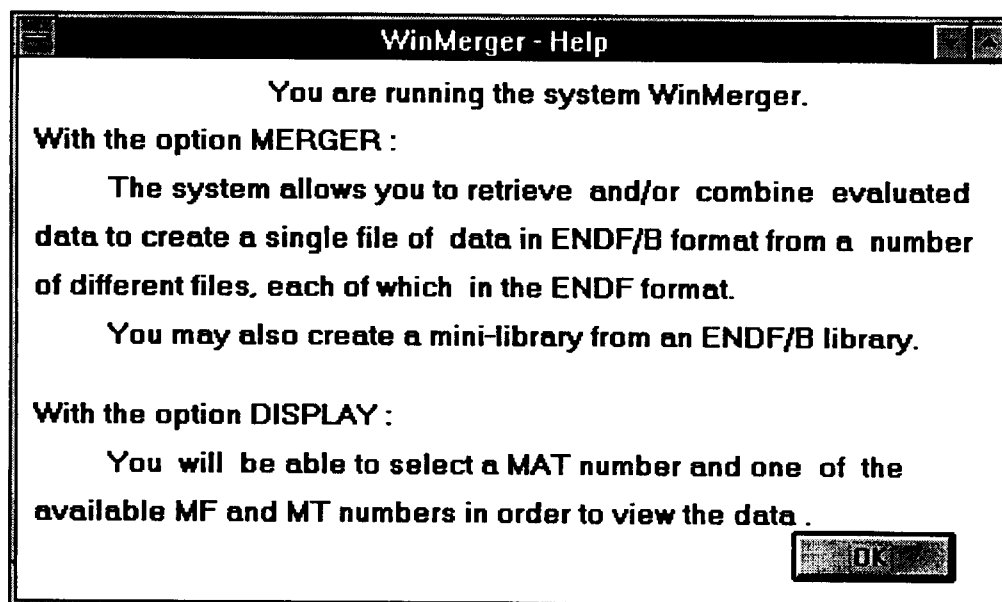 WinMerger - Help
You are running the system WinMerger.
With the option MERGER :
The system allows you to retrieve and/or combine evaluated
data to create a single file of data in ENDF/B format from a number
of different files, each of which in the ENDF format.
You may also create a mini-library from an ENDF/B library.
With the option DISPLAY :
You will be able to select a MAT number and one of the
available MF and MT numbers in order to view the data .
OK